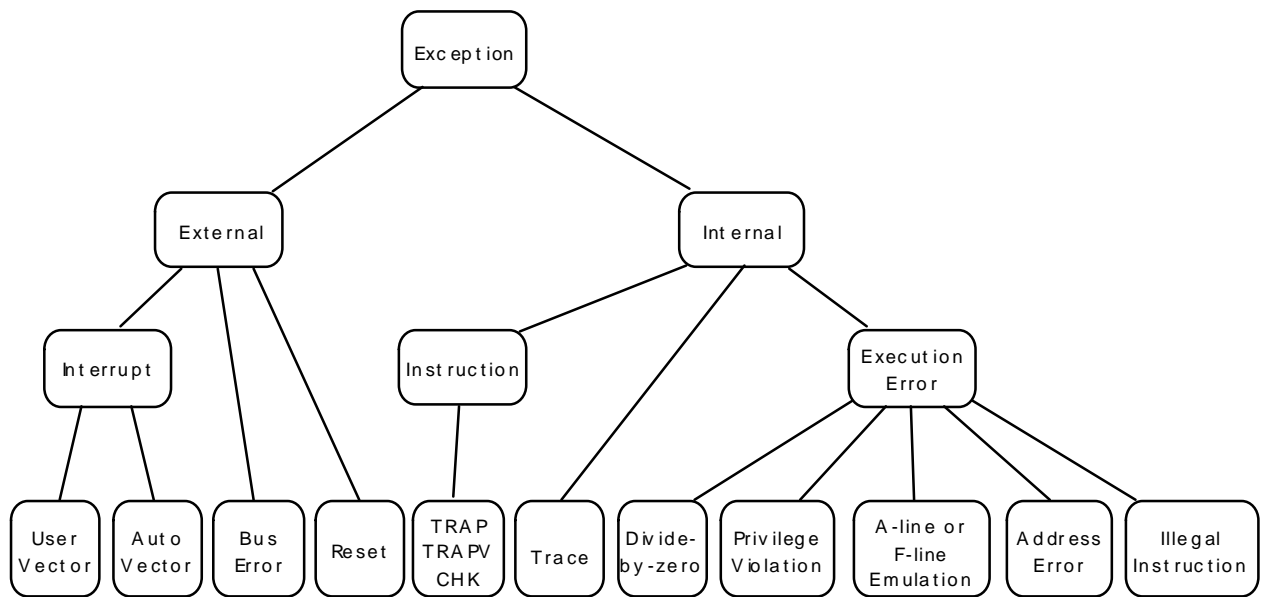 Exception
External
Internal
Interrupt
Instruction
Execution
Error
User
Vector
Auto
Vector
Bus
Error
Reset
TRAP
TRAPV
CHK
Trace
Divide-
by-zero
Privilege
Violation
A-line or
F-line
Emulation
Address
Error
Illegal
Instruction